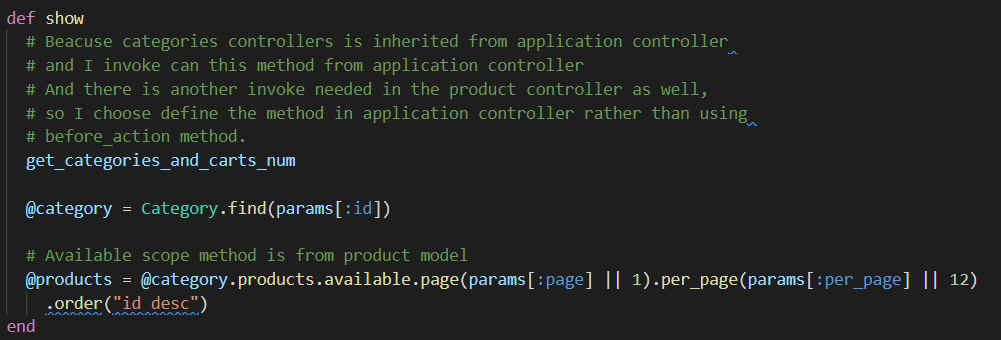 def show
# Beacuse categories controllers is inherited from application controller
# and I invoke can this method from application controller
# And there is another invoke needed in the product controller as well,
# so I choose define the method in application controller rather than using
# before_action method.
get_categories_and_carts_num
@category = Category.find(params[:id])
# Available scope method is from product model
@products = @category.products.available.page(params[:page] || 1).per_page(params[:per_page] || 12)
.order("id desc")
end